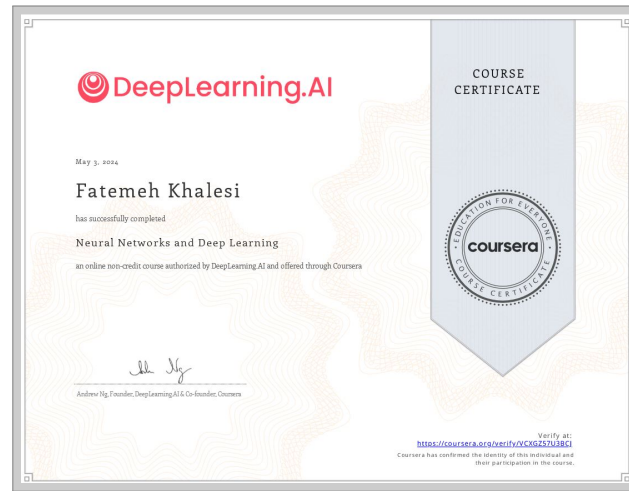 DeepLearning.AI
COURSE
CERTIFICATE
May 3, 2024
Fatemeh Khalesi
has successfully completed
Neural Networks and Deep Learning
an online non-credit course authorized by DeepLearning.AI and offered through Coursera
EDUCATION FOR EVERYONE
coursera
COURSE CERTIFICATE
Andrew Ng, Founder, DeepLearning.AI & Co-founder, Coursera
Verify at:
https://coursera.org/verify/VCXGZ57U3BCJ
Coursera has confirmed the identity of this individual and
their participation in the course.